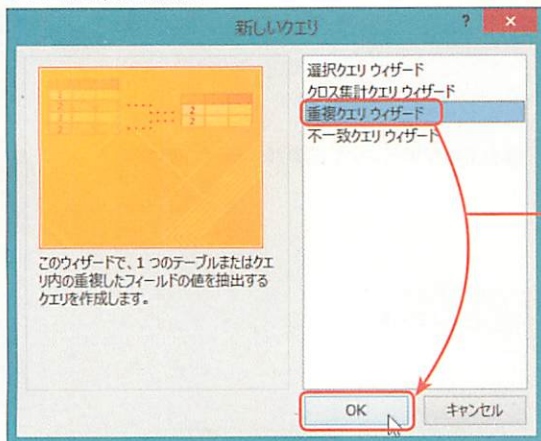 新しいクエリ
? ×
選択クエリ ウィザード
クロス集計クエリ ウィザード
重複クエリ ウィザード
不一致クエリ ウィザード
このウィザードで、1 つのテーブルまたはクエ
リ内の重複したフィールドの値を抽出する
クエリを作成します。
OK
キャンセル